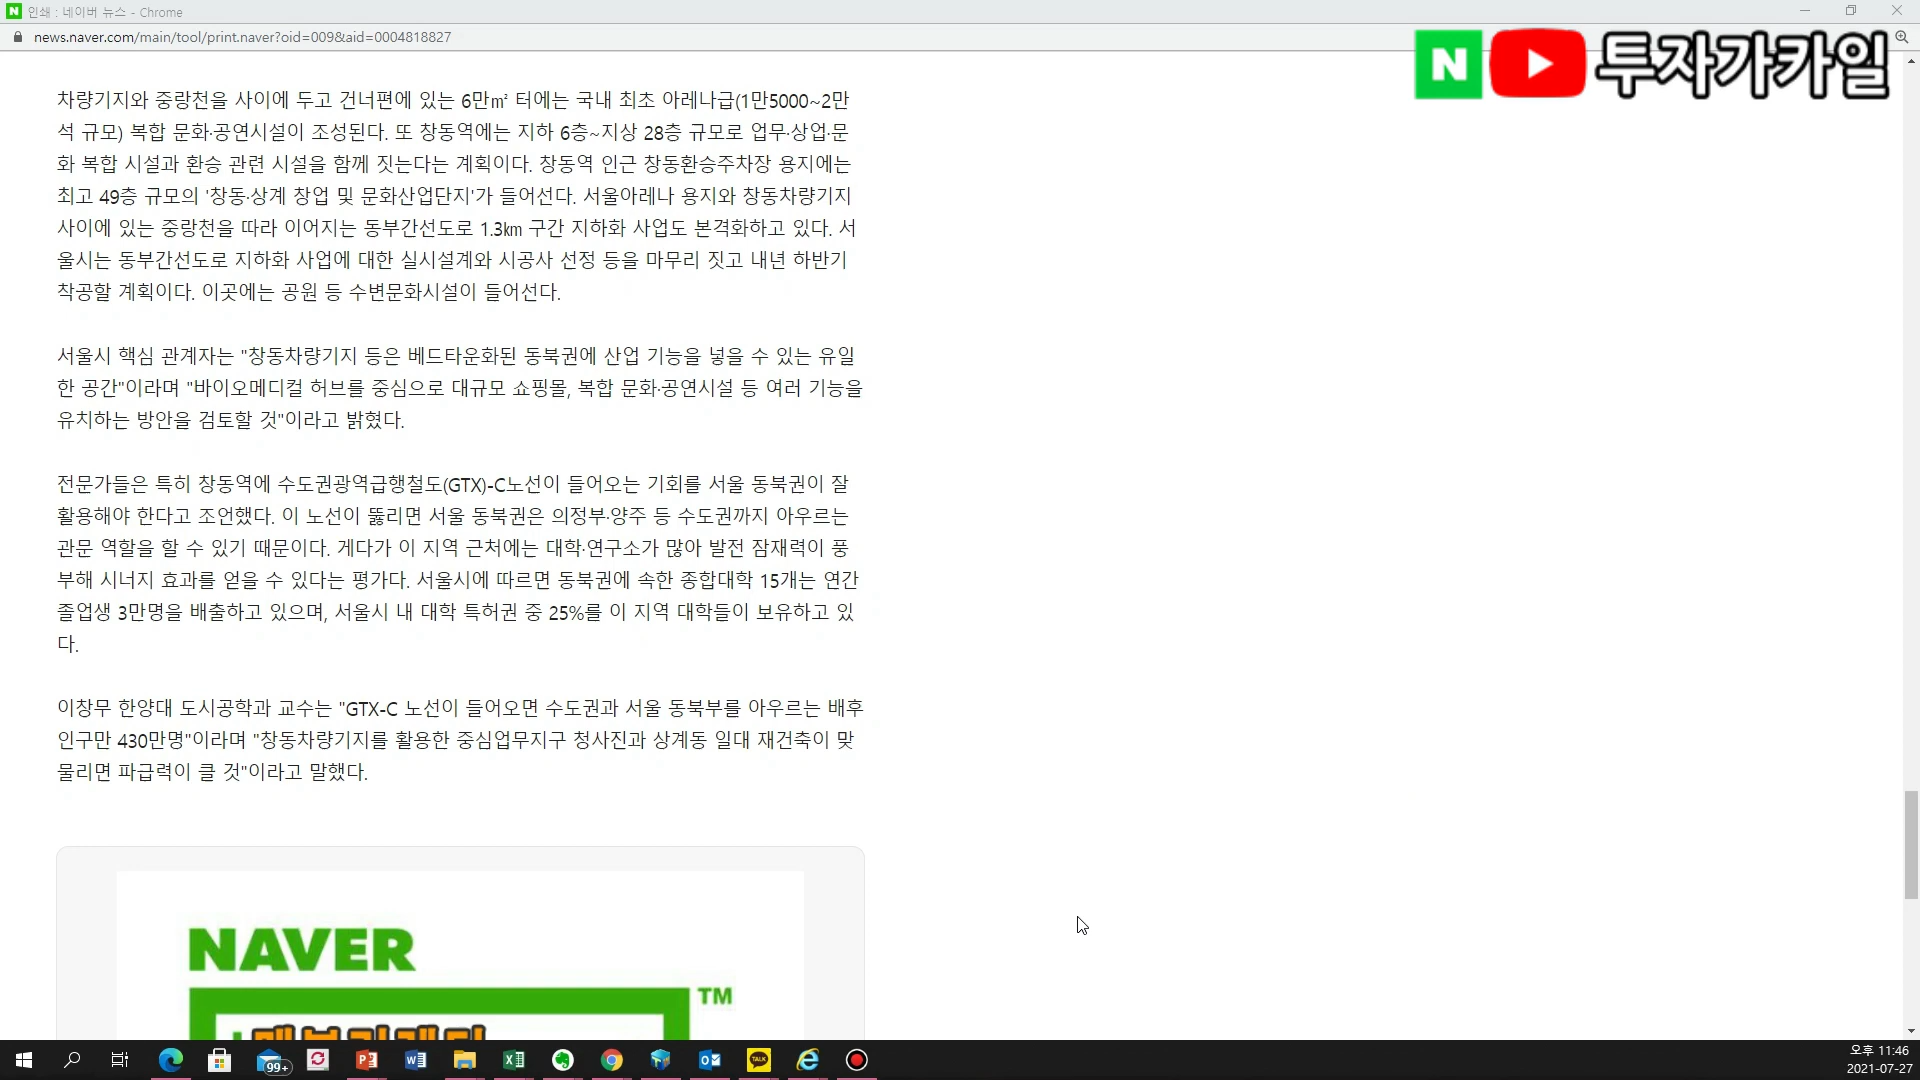 인쇄 : 네이버 뉴스 - Chrome
news.naver.com/main/tool/print.naver?oid=009&aid=0004818827
N 투자가카일
차량기지와 중랑천을 사이에 두고 건너편에 있는 6만㎡ 터에는 국내 최초 아레나급(1만5000~2만
석 규모) 복합 문화·공연시설이 조성된다. 또 창동역에는 지하 6층~지상 28층 규모로 업무·상업·문
화 복합 시설과 환승 관련 시설을 함께 짓는다는 계획이다. 창동역 인근 창동환승주차장 용지에는
최고 49층 규모의 '창동·상계 창업 및 문화산업단지'가 들어선다. 서울아레나 용지와 창동차량기지
사이에 있는 중랑천을 따라 이어지는 동부간선도로 1.3㎞ 구간 지하화 사업도 본격화하고 있다. 서
울시는 동부간선도로 지하화 사업에 대한 실시설계와 시공사 선정 등을 마무리 짓고 내년 하반기
착공할 계획이다. 이곳에는 공원 등 수변문화시설이 들어선다.
서울시 핵심 관계자는 "창동차량기지 등은 베드타운화된 동북권에 산업 기능을 넣을 수 있는 유일
한 공간"이라며 "바이오메디컬 허브를 중심으로 대규모 쇼핑몰, 복합 문화·공연시설 등 여러 기능을
유치하는 방안을 검토할 것"이라고 밝혔다.
전문가들은 특히 창동역에 수도권광역급행철도(GTX)-C노선이 들어오는 기회를 서울 동북권이 잘
활용해야 한다고 조언했다. 이 노선이 뚫리면 서울 동북권은 의정부·양주 등 수도권까지 아우르는
관문 역할을 할 수 있기 때문이다. 게다가 이 지역 근처에는 대학·연구소가 많아 발전 잠재력이 풍
부해 시너지 효과를 얻을 수 있다는 평가다. 서울시에 따르면 동북권에 속한 종합대학 15개는 연간
졸업생 3만명을 배출하고 있으며, 서울시 내 대학 특허권 중 25%를 이 지역 대학들이 보유하고 있
다.
이창무 한양대 도시공학과 교수는 "GTX-C 노선이 들어오면 수도권과 서울 동북부를 아우르는 배후
인구만 430만명"이라며 "창동차량기지를 활용한 중심업무지구 청사진과 상계동 일대 재건축이 맞
물리면 파급력이 클 것"이라고 말했다.
NAVER
TM
99+
TALK
오후 11:46
2021-07-27